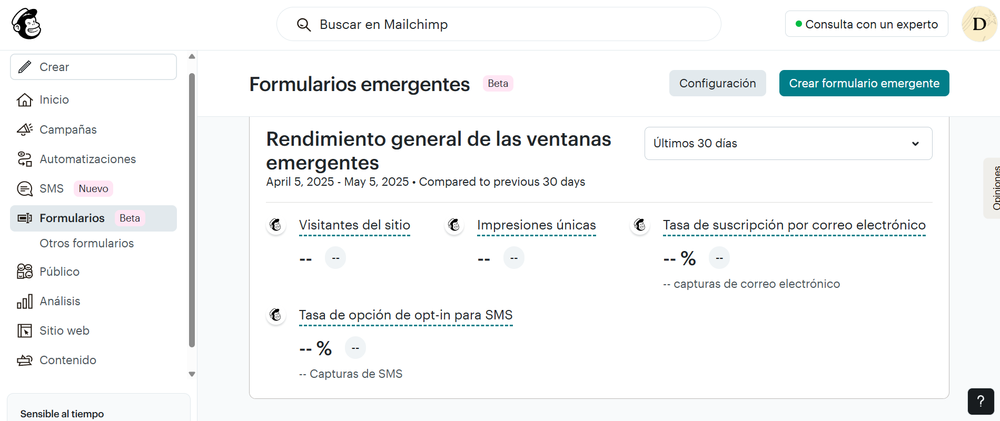 Buscar en Mailchimp
Consulta con un experto
D
Crear
Inicio
Campañas
Automatizaciones
SMS Nuevo
Formularios Beta
Otros formularios
Público
Análisis
Sitio web
Contenido
Sensible al tiempo
Formularios emergentes Beta
Configuración
Crear formulario emergente
Rendimiento general de las ventanas
emergentes
April 5, 2025 - May 5, 2025 • Compared to previous 30 days
Últimos 30 días
Visitantes del sitio
-- --
Impresiones únicas
-- --
Tasa de suscripción por correo electrónico
-- % --
-- capturas de correo electrónico
Tasa de opción de opt-in para SMS
-- % --
-- Capturas de SMS
Opiniones
?